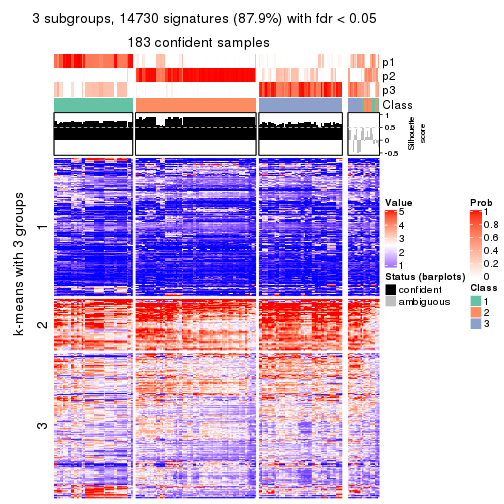 3 subgroups, 14730 signatures (87.9%) with fdr < 0.05
183 confident samples
p1
p2
p3
Class
1
0.5
0
-0.5
Silhouette
score
k-means with 3 groups
1
2
3
Value
5
4
3
2
1
Status (barplots)
confident
ambiguous
Prob
1
0.8
0.6
0.4
0.2
0
Class
1
2
3